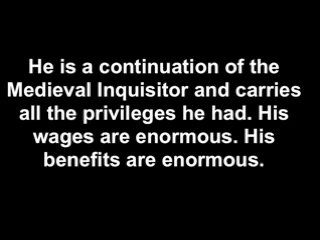 He is a continuation of the
Medieval Inquisitor and carries
all the privileges he had. His
wages are enormous. His
benefits are enormous.